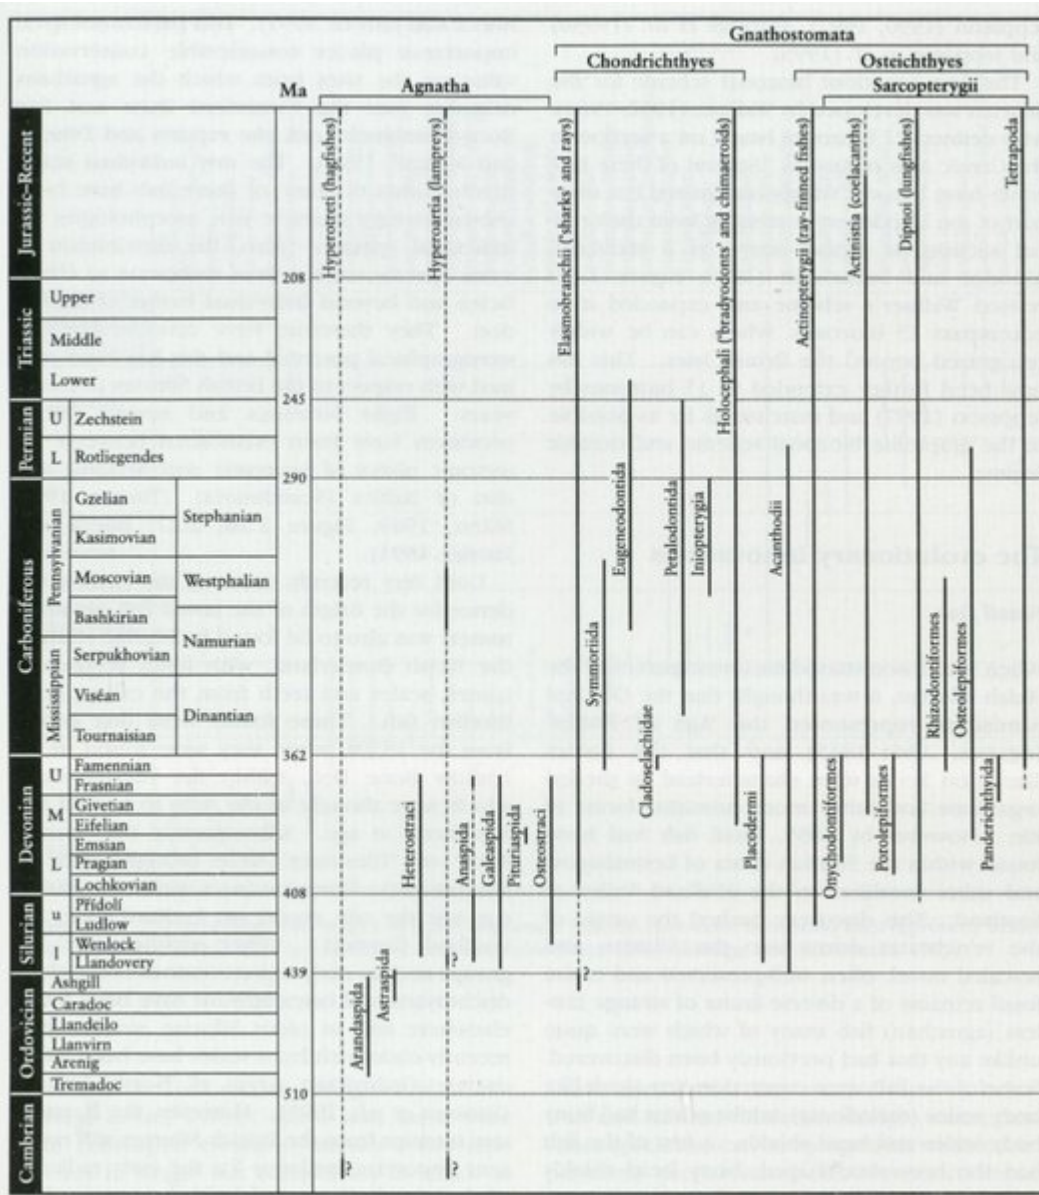 Gnathostomata
Chondrichthyes
Osteichthyes
Ma
Agnatha
Sarcopterygii
Jurassic-Recent
Triassic
Permian
Carboniferous
Devonian
Silurian
Ordovician
Cambrian
Upper
Middle
Lower
U
Zechstein
L
Rotliegendes
Pennsylvanian
Mississippian
Gzelian
Kasimovian
Moscovian
Bashkirian
Serpukhovian
Viséan
Tournaisian
Stephanian
Westphalian
Namurian
Dinantian
U
M
L
Famennian
Frasnian
Givetian
Eifelian
Emsian
Pragian
Lochkovian
u
l
Přídolí
Ludlow
Wenlock
Llandovery
Ashgill
Caradoc
Llandeilo
Llanvirn
Arenig
Tremadoc
208
245
290
362
408
439
510
Hyperotreti (hagfishes)
Arandaspida
Astraspida
Heterostraci
Hyperoartia (lampreys)
Anaspida
Galeaspida
Pituriaspida
Osteostraci
Elasmobranchii ('sharks' and rays)
Symmoriida
Eugeneodontida
Cladoselachidae
Petalodontida
Iniopterygia
Holocephali ('bradyodonts' and chimaeroids)
Placodermi
Acanthodii
Actinopterygii (ray-finned fishes)
Onychodontiformes
Actinistia (coelacanths)
Porolepiformes
Dipnoi (lungfishes)
Rhizodontiformes
Osteolepiformes
Panderichthyida
Tetrapoda
?
?
?
?